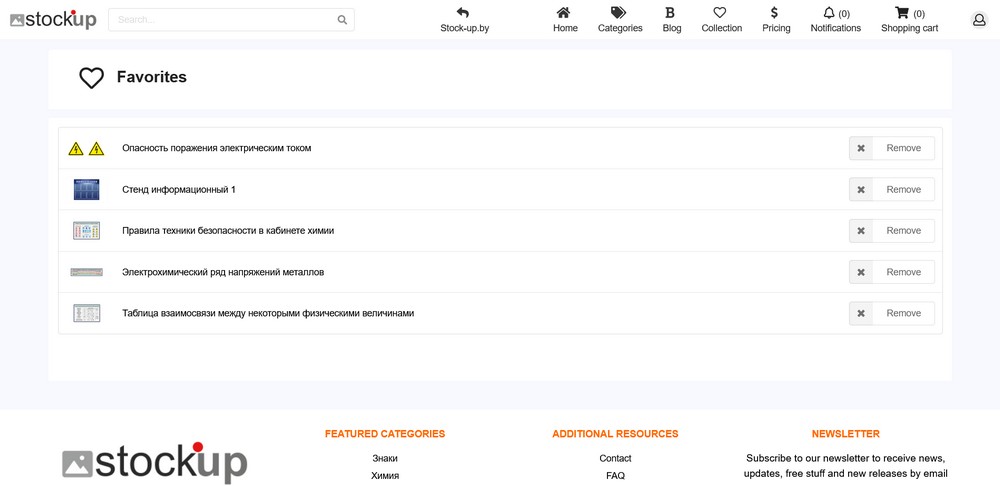 stockup
Search...
Stock-up.by
Home
Categories
B
Blog
Collection
$
Pricing
(0)
Notifications
(0)
Shopping cart
Favorites
Опасность поражения электрическим током
Remove
Стенд информационный 1
Remove
Правила техники безопасности в кабинете химии
Remove
Электрохимический ряд напряжений металлов
Remove
Таблица взаимосвязи между некоторыми физическими величинами
Remove
stockup
FEATURED CATEGORIES
Знаки
Химия
ADDITIONAL RESOURCES
Contact
FAQ
NEWSLETTER
Subscribe to our newsletter to receive news,
updates, free stuff and new releases by email